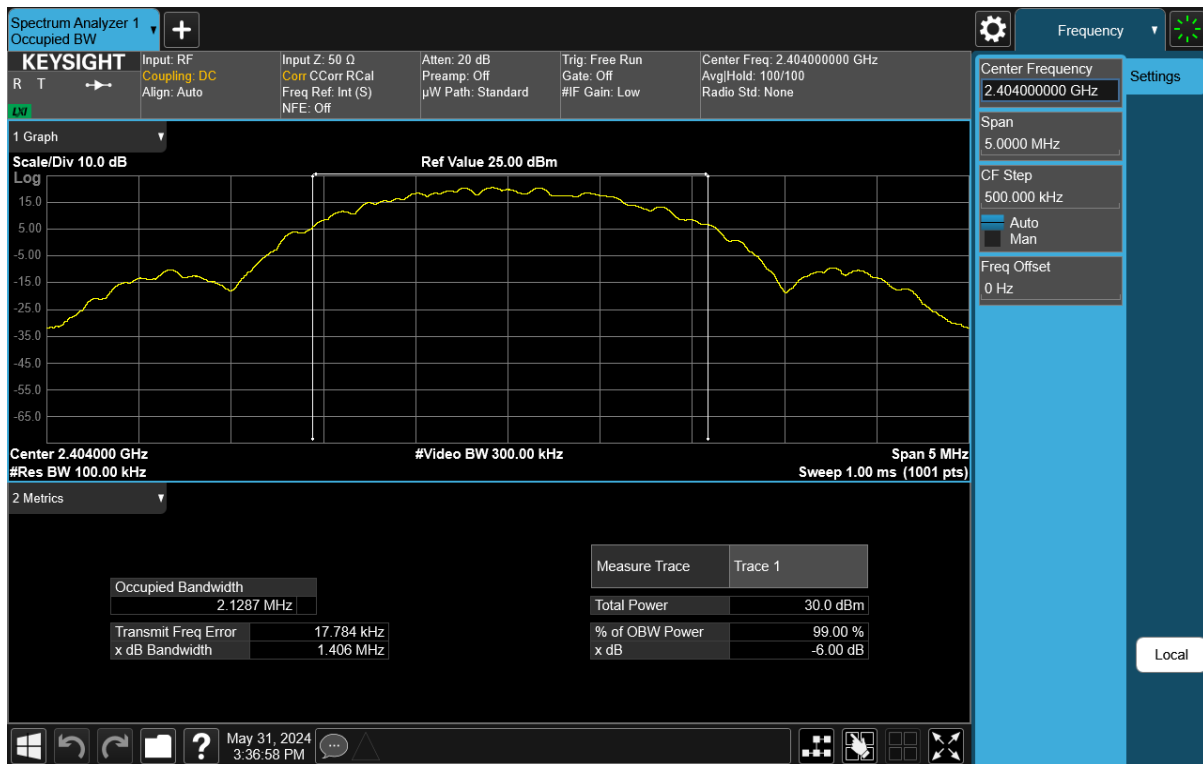 Spectrum Analyzer 1
Occupied BW
Frequency
KEYSIGHT
R T
LXI
Input: RF
Coupling: DC
Align: Auto
Input Z: 50 Ω
Corr CCorr RCal
Freq Ref: Int (S)
NFE: Off
Atten: 20 dB
Preamp: Off
µW Path: Standard
Trig: Free Run
Gate: Off
#IF Gain: Low
Center Freq: 2.404000000 GHz
Avg|Hold: 100/100
Radio Std: None
Center Frequency
2.404000000 GHz
Settings
Span
5.0000 MHz
CF Step
500.000 kHz
Auto
Man
Freq Offset
0 Hz
Local
1 Graph
Scale/Div 10.0 dB
Ref Value 25.00 dBm
Log
15.0
5.00
-5.00
-15.0
-25.0
-35.0
-45.0
-55.0
-65.0
Center 2.404000 GHz
#Video BW 300.00 kHz
Span 5 MHz
#Res BW 100.00 kHz
Sweep 1.00 ms (1001 pts)
2 Metrics
Occupied Bandwidth
2.1287 MHz
Transmit Freq Error 17.784 kHz
x dB Bandwidth 1.406 MHz
Measure Trace Trace 1
Total Power 30.0 dBm
% of OBW Power 99.00 %
x dB -6.00 dB
May 31, 2024
3:36:58 PM